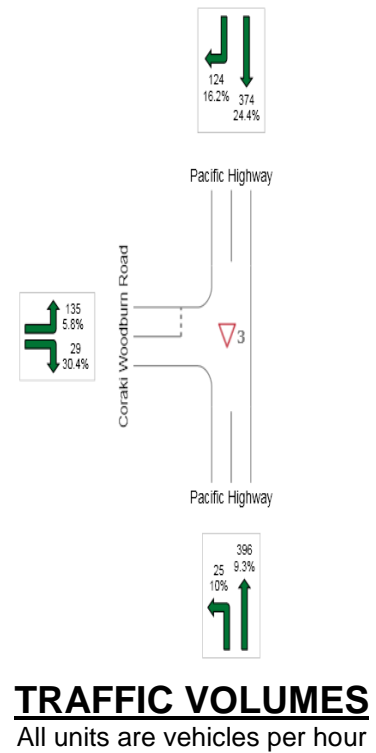 124
16.2%
374
24.4%
Pacific Highway
Coraki Woodburn Road
135
5.8%
29
30.4%
3
Pacific Highway
396
9.3%
25
10%
TRAFFIC VOLUMES
All units are vehicles per hour